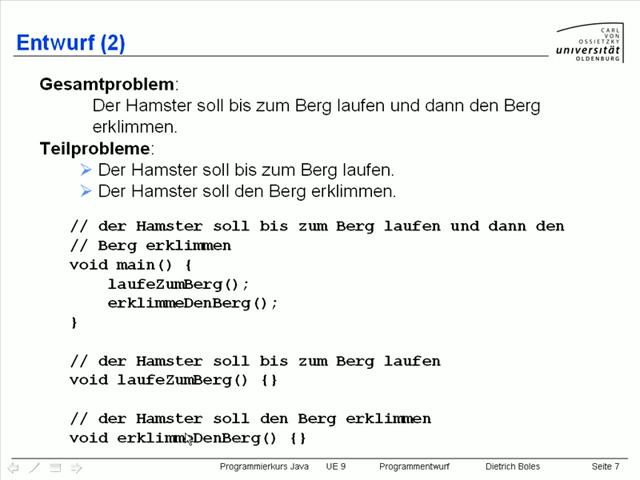 Entwurf (2)
CARL
VON
OSSIETZKY
universität
OLDENBURG
Gesamtproblem:
Der Hamster soll bis zum Berg laufen und dann den Berg
erklimmen.
Teilprobleme:
Der Hamster soll bis zum Berg laufen.
Der Hamster soll den Berg erklimmen.
// der Hamster soll bis zum Berg laufen und dann den
// Berg erklimmen
void main() {
laufeZumBerg();
erklimmeDenBerg();
}
// der Hamster soll bis zum Berg laufen
void laufeZumBerg() {}
// der Hamster soll den Berg erklimmen
void erklimmeDenBerg() {}
Programmierkurs Java UE 9 Programmentwurf Dietrich Boles Seite 7